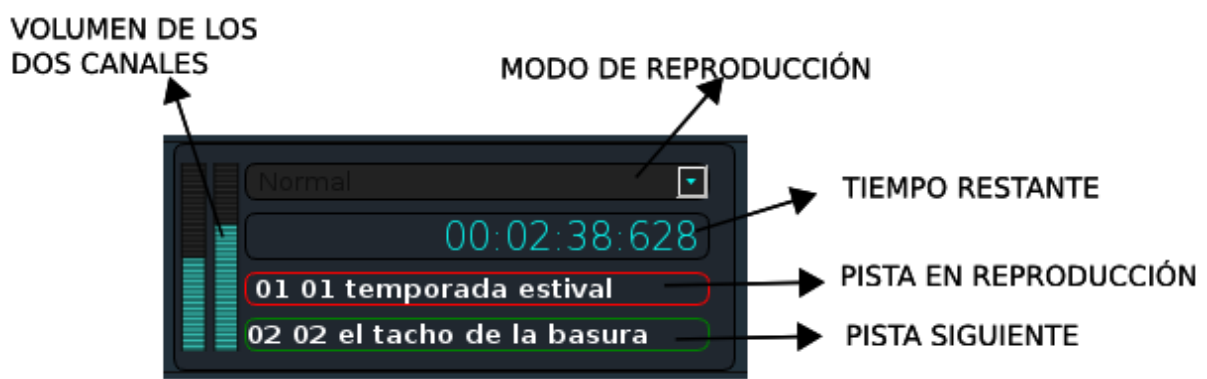 VOLUMEN DE LOS
DOS CANALES
MODO DE REPRODUCCIÓN
Normal
TIEMPO RESTANTE
00:02:38:628
PISTA EN REPRODUCCIÓN
01 01 temporada estival
02 02 el tacho de la basura
PISTA SIGUIENTE